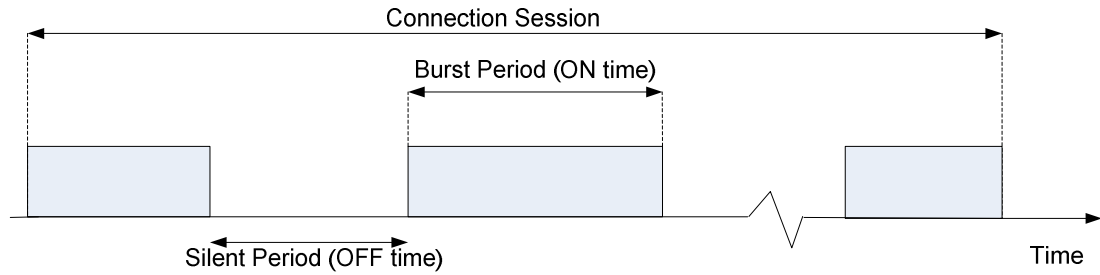 Connection Session
Burst Period (ON time)
Silent Period (OFF time)
Time